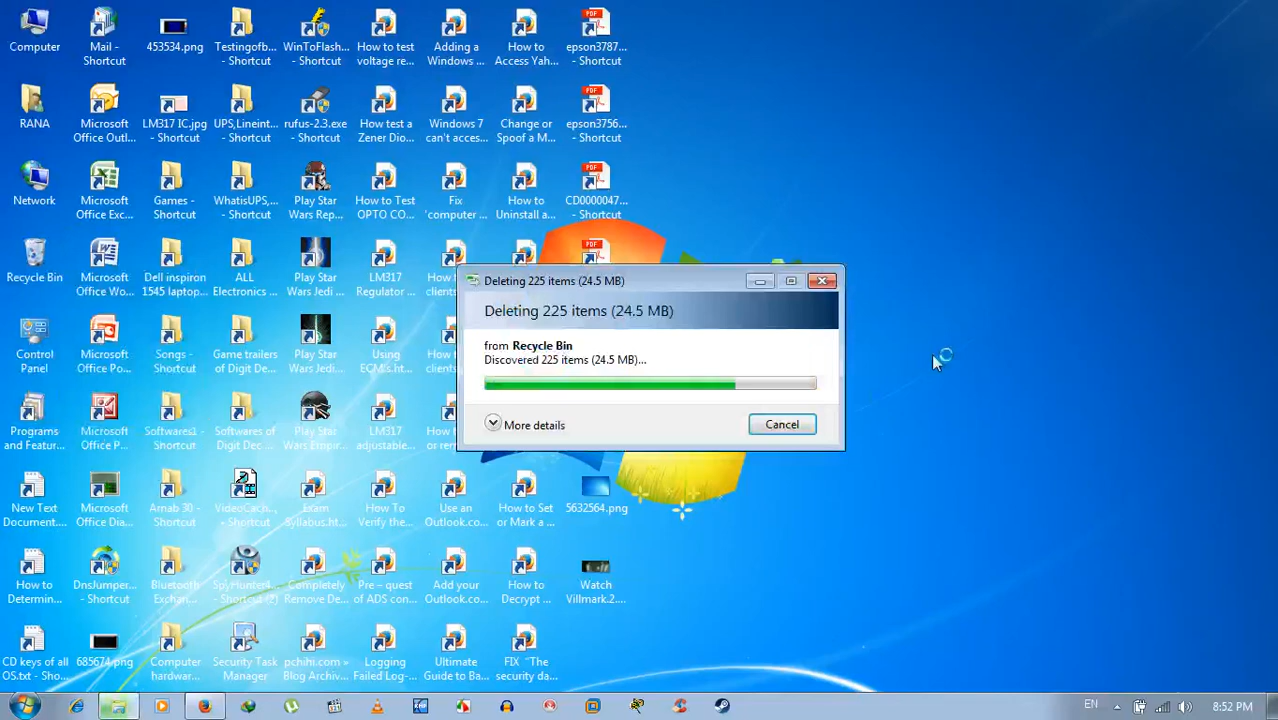 Computer
Mail -
Shortcut
453534.png
Testingofb...
- Shortcut
WinToFlash...
- Shortcut
How to test
voltage re...
Adding a
Windows ...
How to
Access Yah...
epson3787...
- Shortcut
RANA
Microsoft
Office Outl...
LM317 IC.jpg
- Shortcut
UPS,Lineint...
- Shortcut
rufus-2.3.exe
- Shortcut
How test a
Zener Dio...
Windows 7
can't acces...
Change or
Spoof a M...
epson3756...
- Shortcut
Network
Microsoft
Office Exc...
Games -
Shortcut
WhatisUPS,...
- Shortcut
Play Star
Wars Rep...
How to Test
OPTO CO...
Fix
'computer ...
How to
Uninstall a...
CD0000047...
- Shortcut
Recycle Bin
Microsoft
Office Wo...
Dell inspiron
1545 laptop...
ALL
Electronics ...
Play Star
Wars Jedi ...
LM317
Regulator ...
How
clients
Control
Panel
Microsoft
Office Po...
Songs -
Shortcut
Game trailers
of Digit De...
Play Star
Wars Jedi ...
Using
ECM's.ht...
How
clients
Programs
and Featur...
Microsoft
Office P...
Softwares1 -
Shortcut
Softwares of
Digit Dec...
Play Star
Wars Empir...
LM317
adjustable...
How
or rem
New Text
Document....
Microsoft
Office Dia...
Arnab 30 -
Shortcut
VideoCach...
- Shortcut
Exam
Syllabus.ht...
How To
Verify the...
Use an
Outlook.co...
How to Set
or Mark a ...
5632564.png
How to
Determin...
DnsJumper...
- Shortcut
Bluetooth
Exchan...
SpyHunter4...
- Shortcut (2)
Completely
Remove De...
Pre – quest
of ADS con...
Add your
Outlook.co...
How to
Decrypt ...
Watch
Villmark.2....
CD keys of all
OS.txt - Sho...
685674.png
Computer
hardwar...
Security Task
Manager
pchihi.com »
Blog Archiv...
Logging
Failed Log-...
Ultimate
Guide to Ba...
FIX "The
security da...
Deleting 225 items (24.5 MB)
Deleting 225 items (24.5 MB)
from Recycle Bin
Discovered 225 items (24.5 MB)...
More details
Cancel
EN
8:52 PM